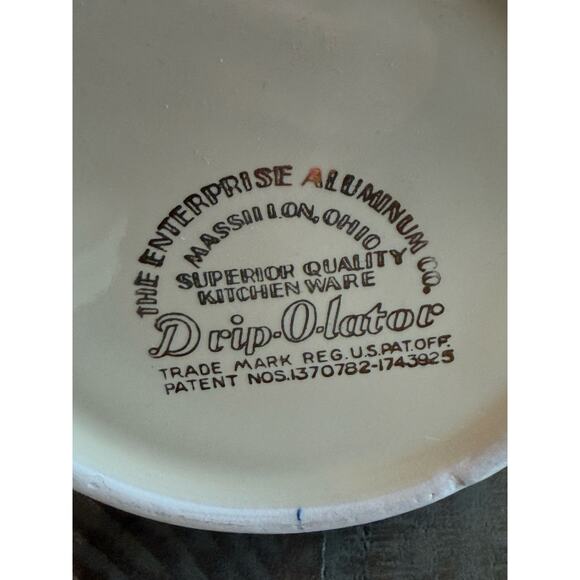 THE ENTERPRISE ALUMINUM CO.
MASSILLON, OHIO
SUPERIOR QUALITY
KITCHEN WARE
Drip-O-lator
TRADE MARK REG. U.S. PAT. OFF.
PATENT NOS. 1370782-1743925